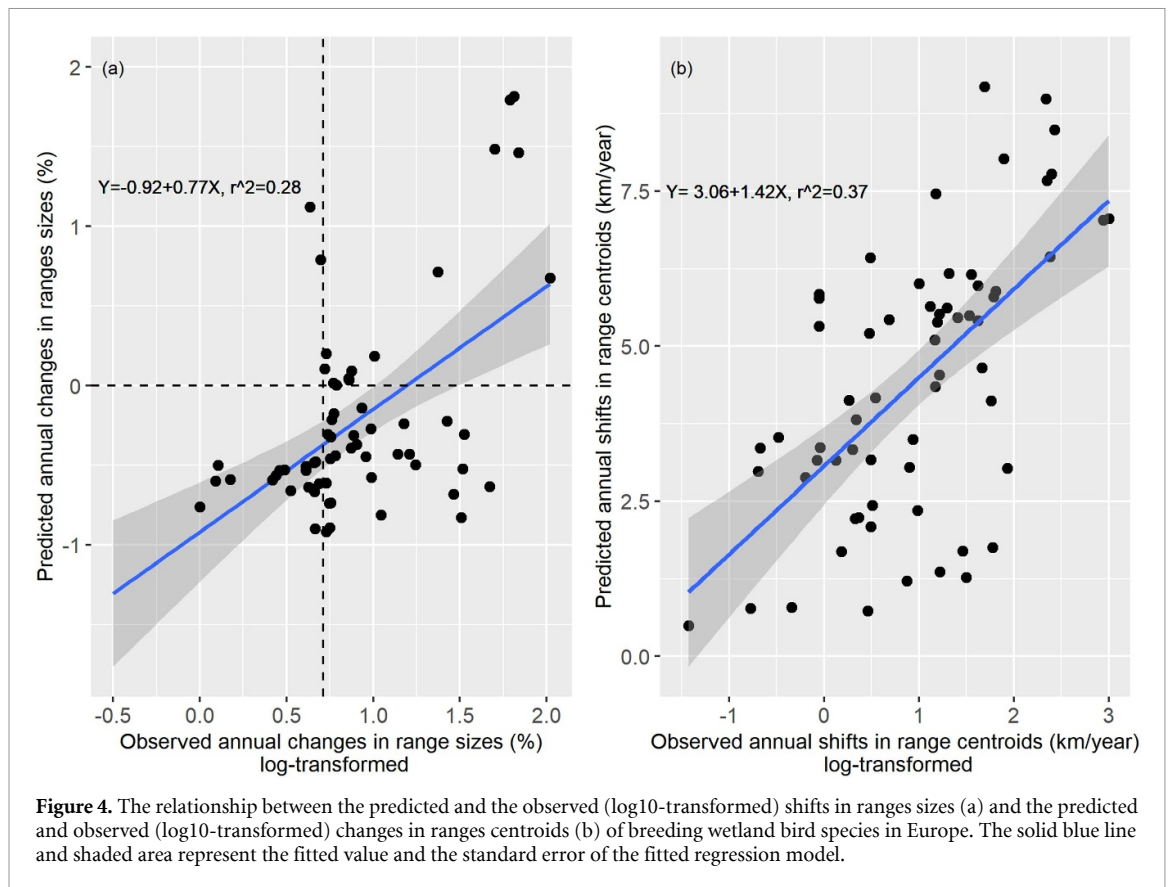 (a)
Y=-0.92+0.77X, r^2=0.28
Predicted annual changes in ranges sizes (%)
2
1
0
-1
-0.5 0.0 0.5 1.0 1.5 2.0
Observed annual changes in range sizes (%)
log-transformed
(b)
Y= 3.06+1.42X, r^2=0.37
Predicted annual shifts in range centroids (km/year)
7.5
5.0
2.5
0.0
-1 0 1 2 3
Observed annual shifts in range centroids (km/year)
log-transformed
Figure 4. The relationship between the predicted and the observed (log10-transformed) shifts in ranges sizes (a) and the predicted
and observed (log10-transformed) changes in ranges centroids (b) of breeding wetland bird species in Europe. The solid blue line
and shaded area represent the fitted value and the standard error of the fitted regression model.